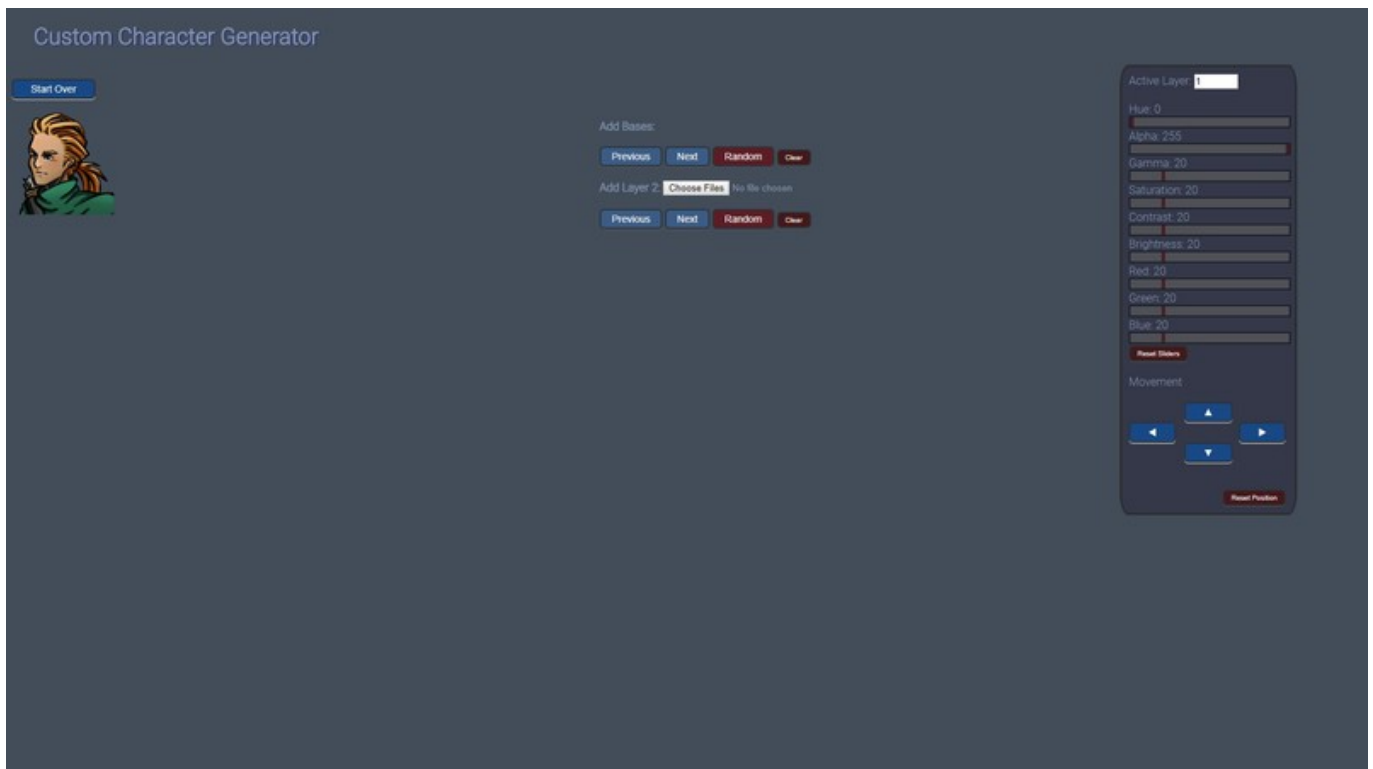 Custom Character Generator
Start Over
Add Bases:
Previous Next Random Clear
Add Layer 2: Choose Files No file chosen
Previous Next Random Clear
Active Layer: 1
Hue: 0
Alpha: 255
Gamma: 20
Saturation: 20
Contrast: 20
Brightness: 20
Red: 20
Green: 20
Blue: 20
Reset Sliders
Movement
Reset Position